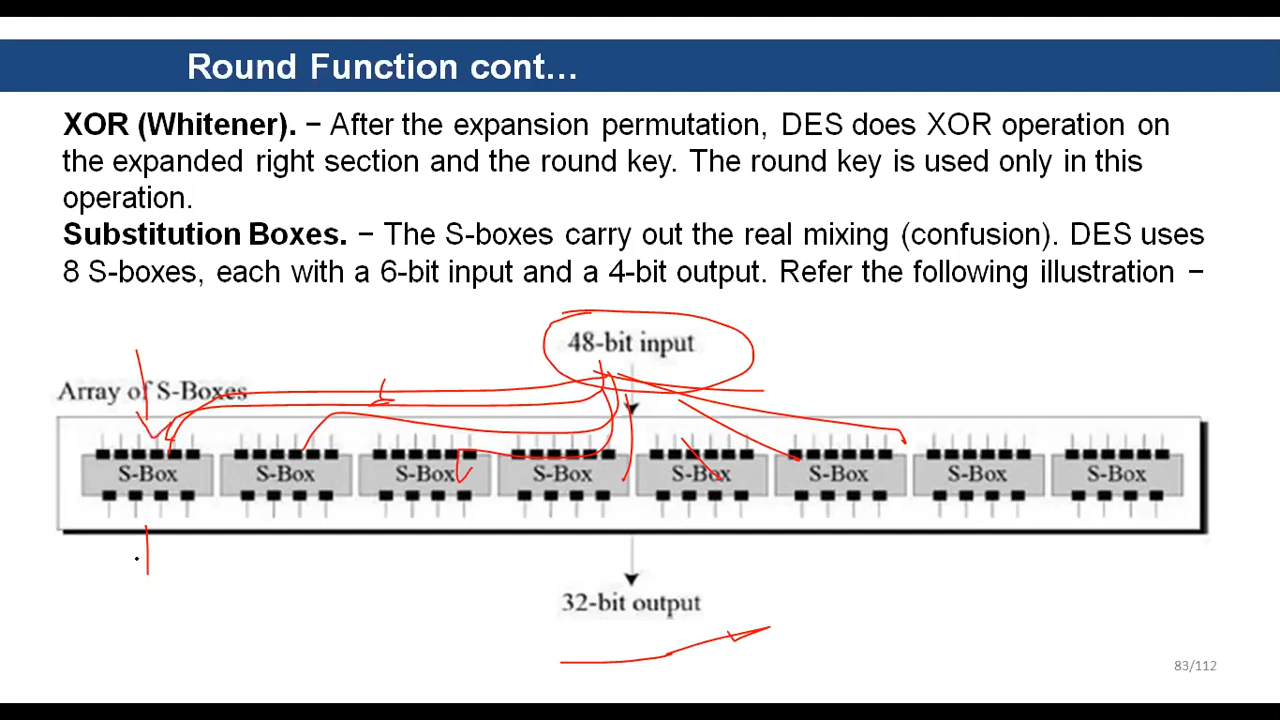 Round Function cont...
XOR (Whitener). − After the expansion permutation, DES does XOR operation on
the expanded right section and the round key. The round key is used only in this
operation.
Substitution Boxes. − The S-boxes carry out the real mixing (confusion). DES uses
8 S-boxes, each with a 6-bit input and a 4-bit output. Refer the following illustration −
48-bit input
Array of S-Boxes
S-Box S-Box S-Box S-Box S-Box S-Box S-Box S-Box
32-bit output
83/112